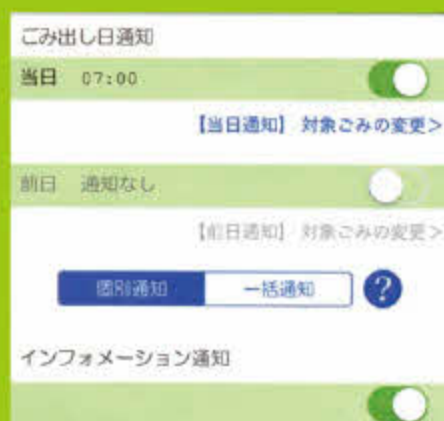 ごみ出し日通知
当日 07:00
【当日通知】 対象ごみの変更>
前日 通知なし
【前日通知】 対象ごみの変更>
個別通知 一括通知 ?
インフォメーション通知